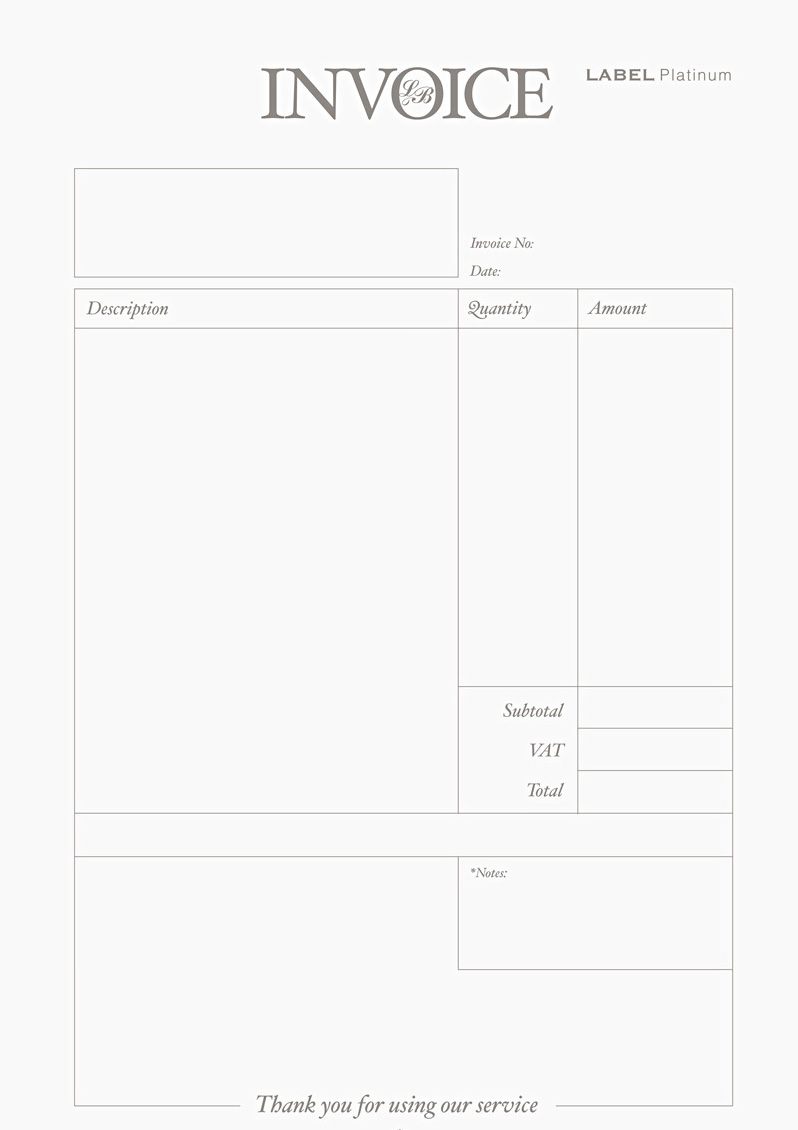 INVOICE
LB
LABEL Platinum
Invoice No:
Date:
Description Quantity Amount
Subtotal
VAT
Total
*Notes:
Thank you for using our service